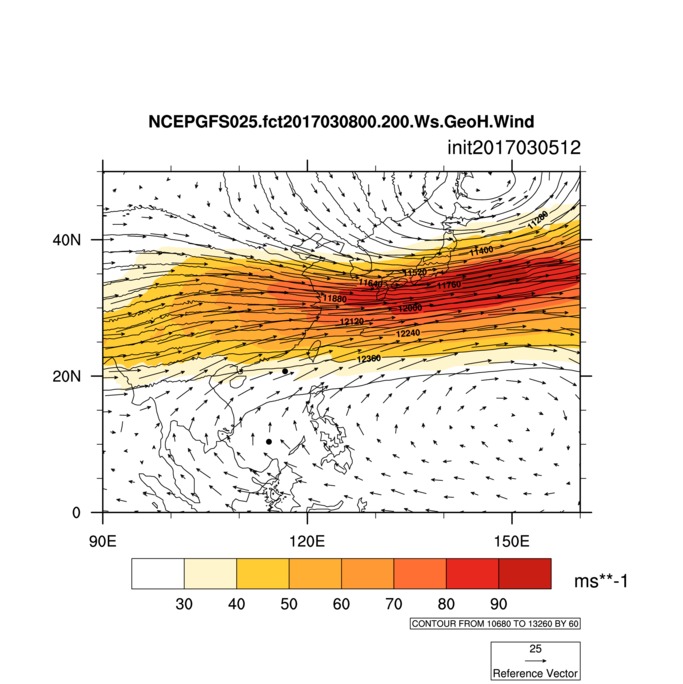 NCEPGFS025.fct2017030800.200.Ws.GeoH.Wind
init2017030512
11280
11400
11520
11640
11760
11880
12000
12120
12240
12360
40N
20N
0
90E 120E 150E
ms**-1
30 40 50 60 70 80 90
CONTOUR FROM 10680 TO 13260 BY 60
25
Reference Vector